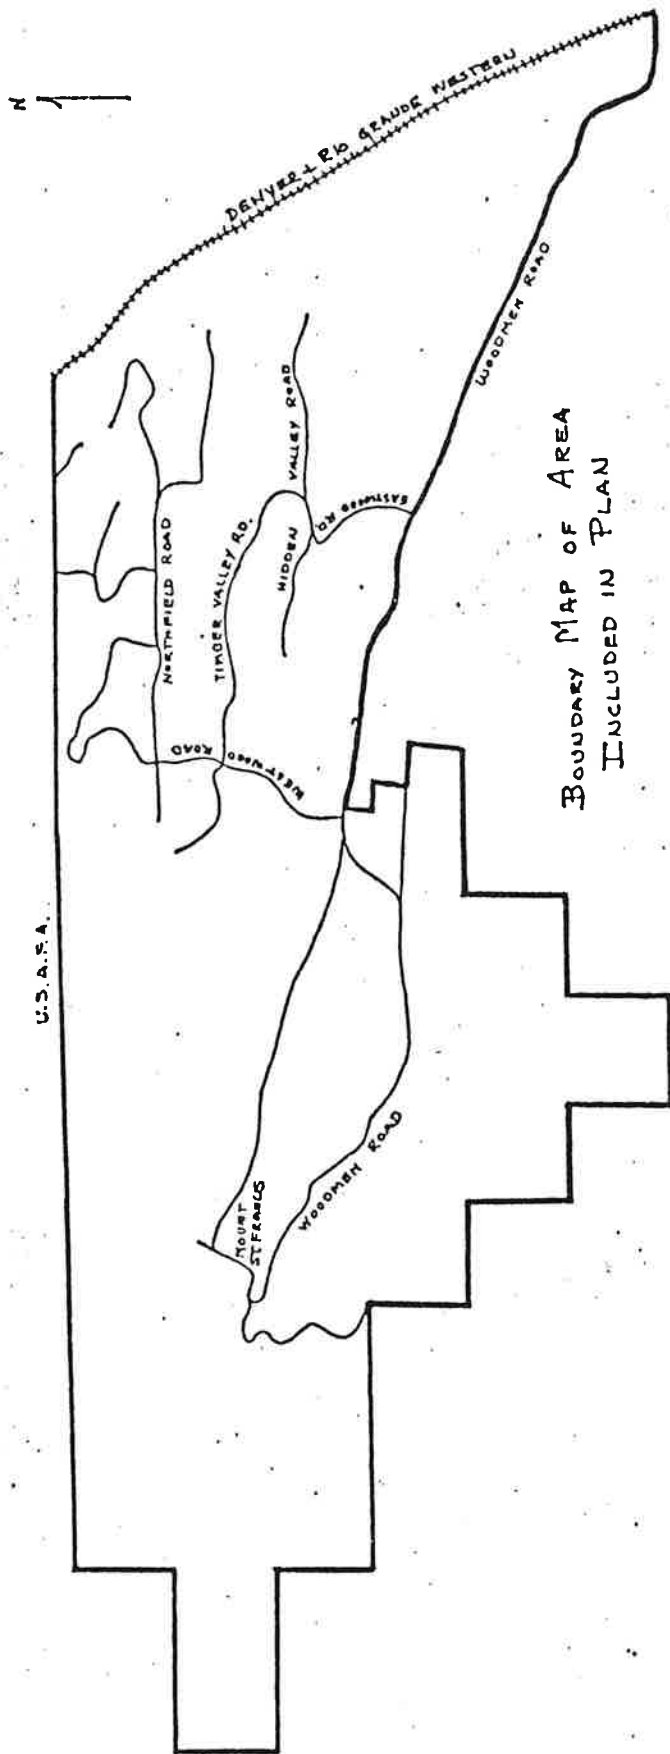 N
U.S.A.F.A.
DENVER & RIO GRANDE WESTERN
NORTHFIELD ROAD
TIMBER VALLEY RD.
HIDDEN VALLEY ROAD
WESTWOOD ROAD
EASTWOOD RD.
WOODMEN ROAD
MOUNT
ST FRANCIS
WOODMEN ROAD
BOUNDARY MAP OF AREA
INCLUDED IN PLAN